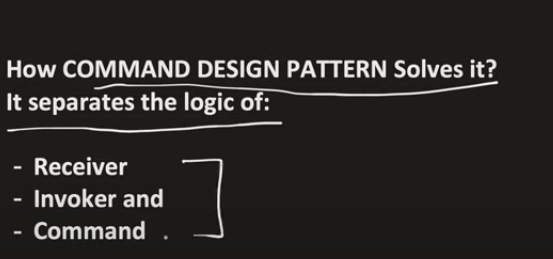 How COMMAND DESIGN PATTERN Solves it?
It separates the logic of:
- Receiver
- Invoker and
- Command .